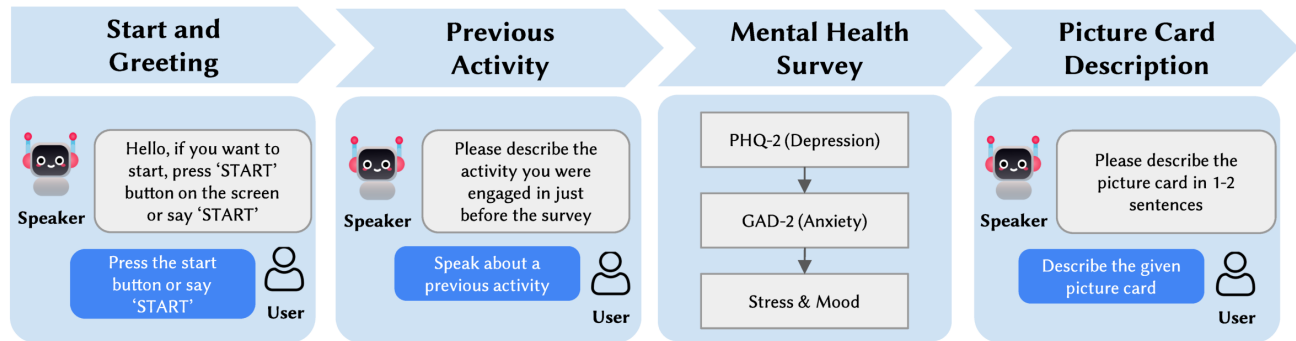 Start and
Greeting
Previous
Activity
Mental Health
Survey
Picture Card
Description
Hello, if you want to
start, press ‘START’
button on the screen
or say ‘START’
Speaker
Press the start
button or say
‘START’
User
Please describe the
activity you were
engaged in just
before the survey
Speaker
Speak about a
previous activity
User
PHQ-2 (Depression)
GAD-2 (Anxiety)
Stress & Mood
Please describe the
picture card in 1-2
sentences
Speaker
Describe the given
picture card
User